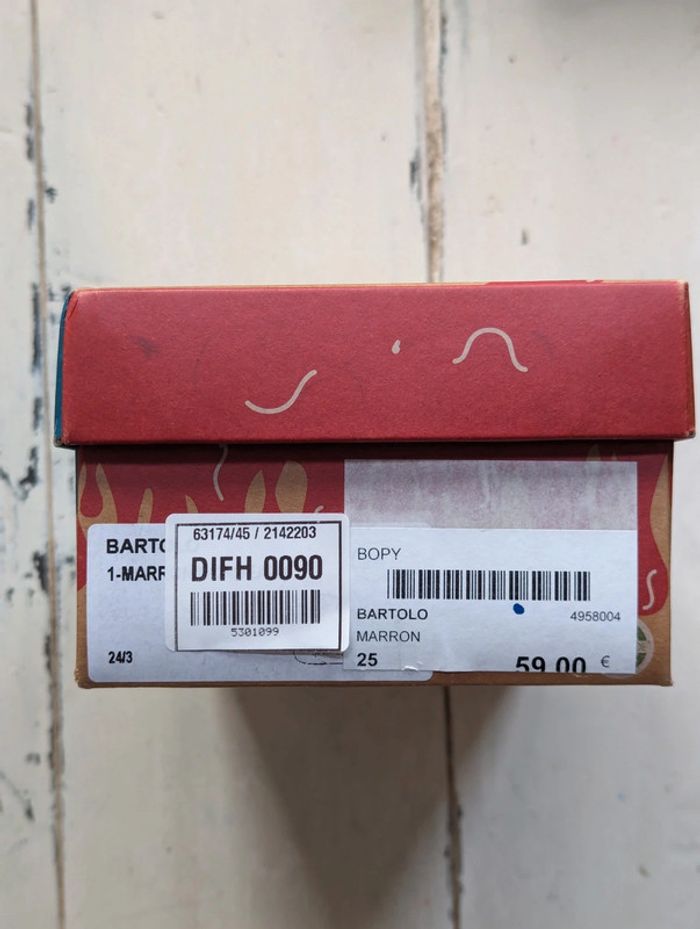 BARTO
1-MARR
24/3
63174/45 / 2142203
DIFH 0090
5301099
BOPY
BARTOLO 4958004
MARRON
25 59.00 €